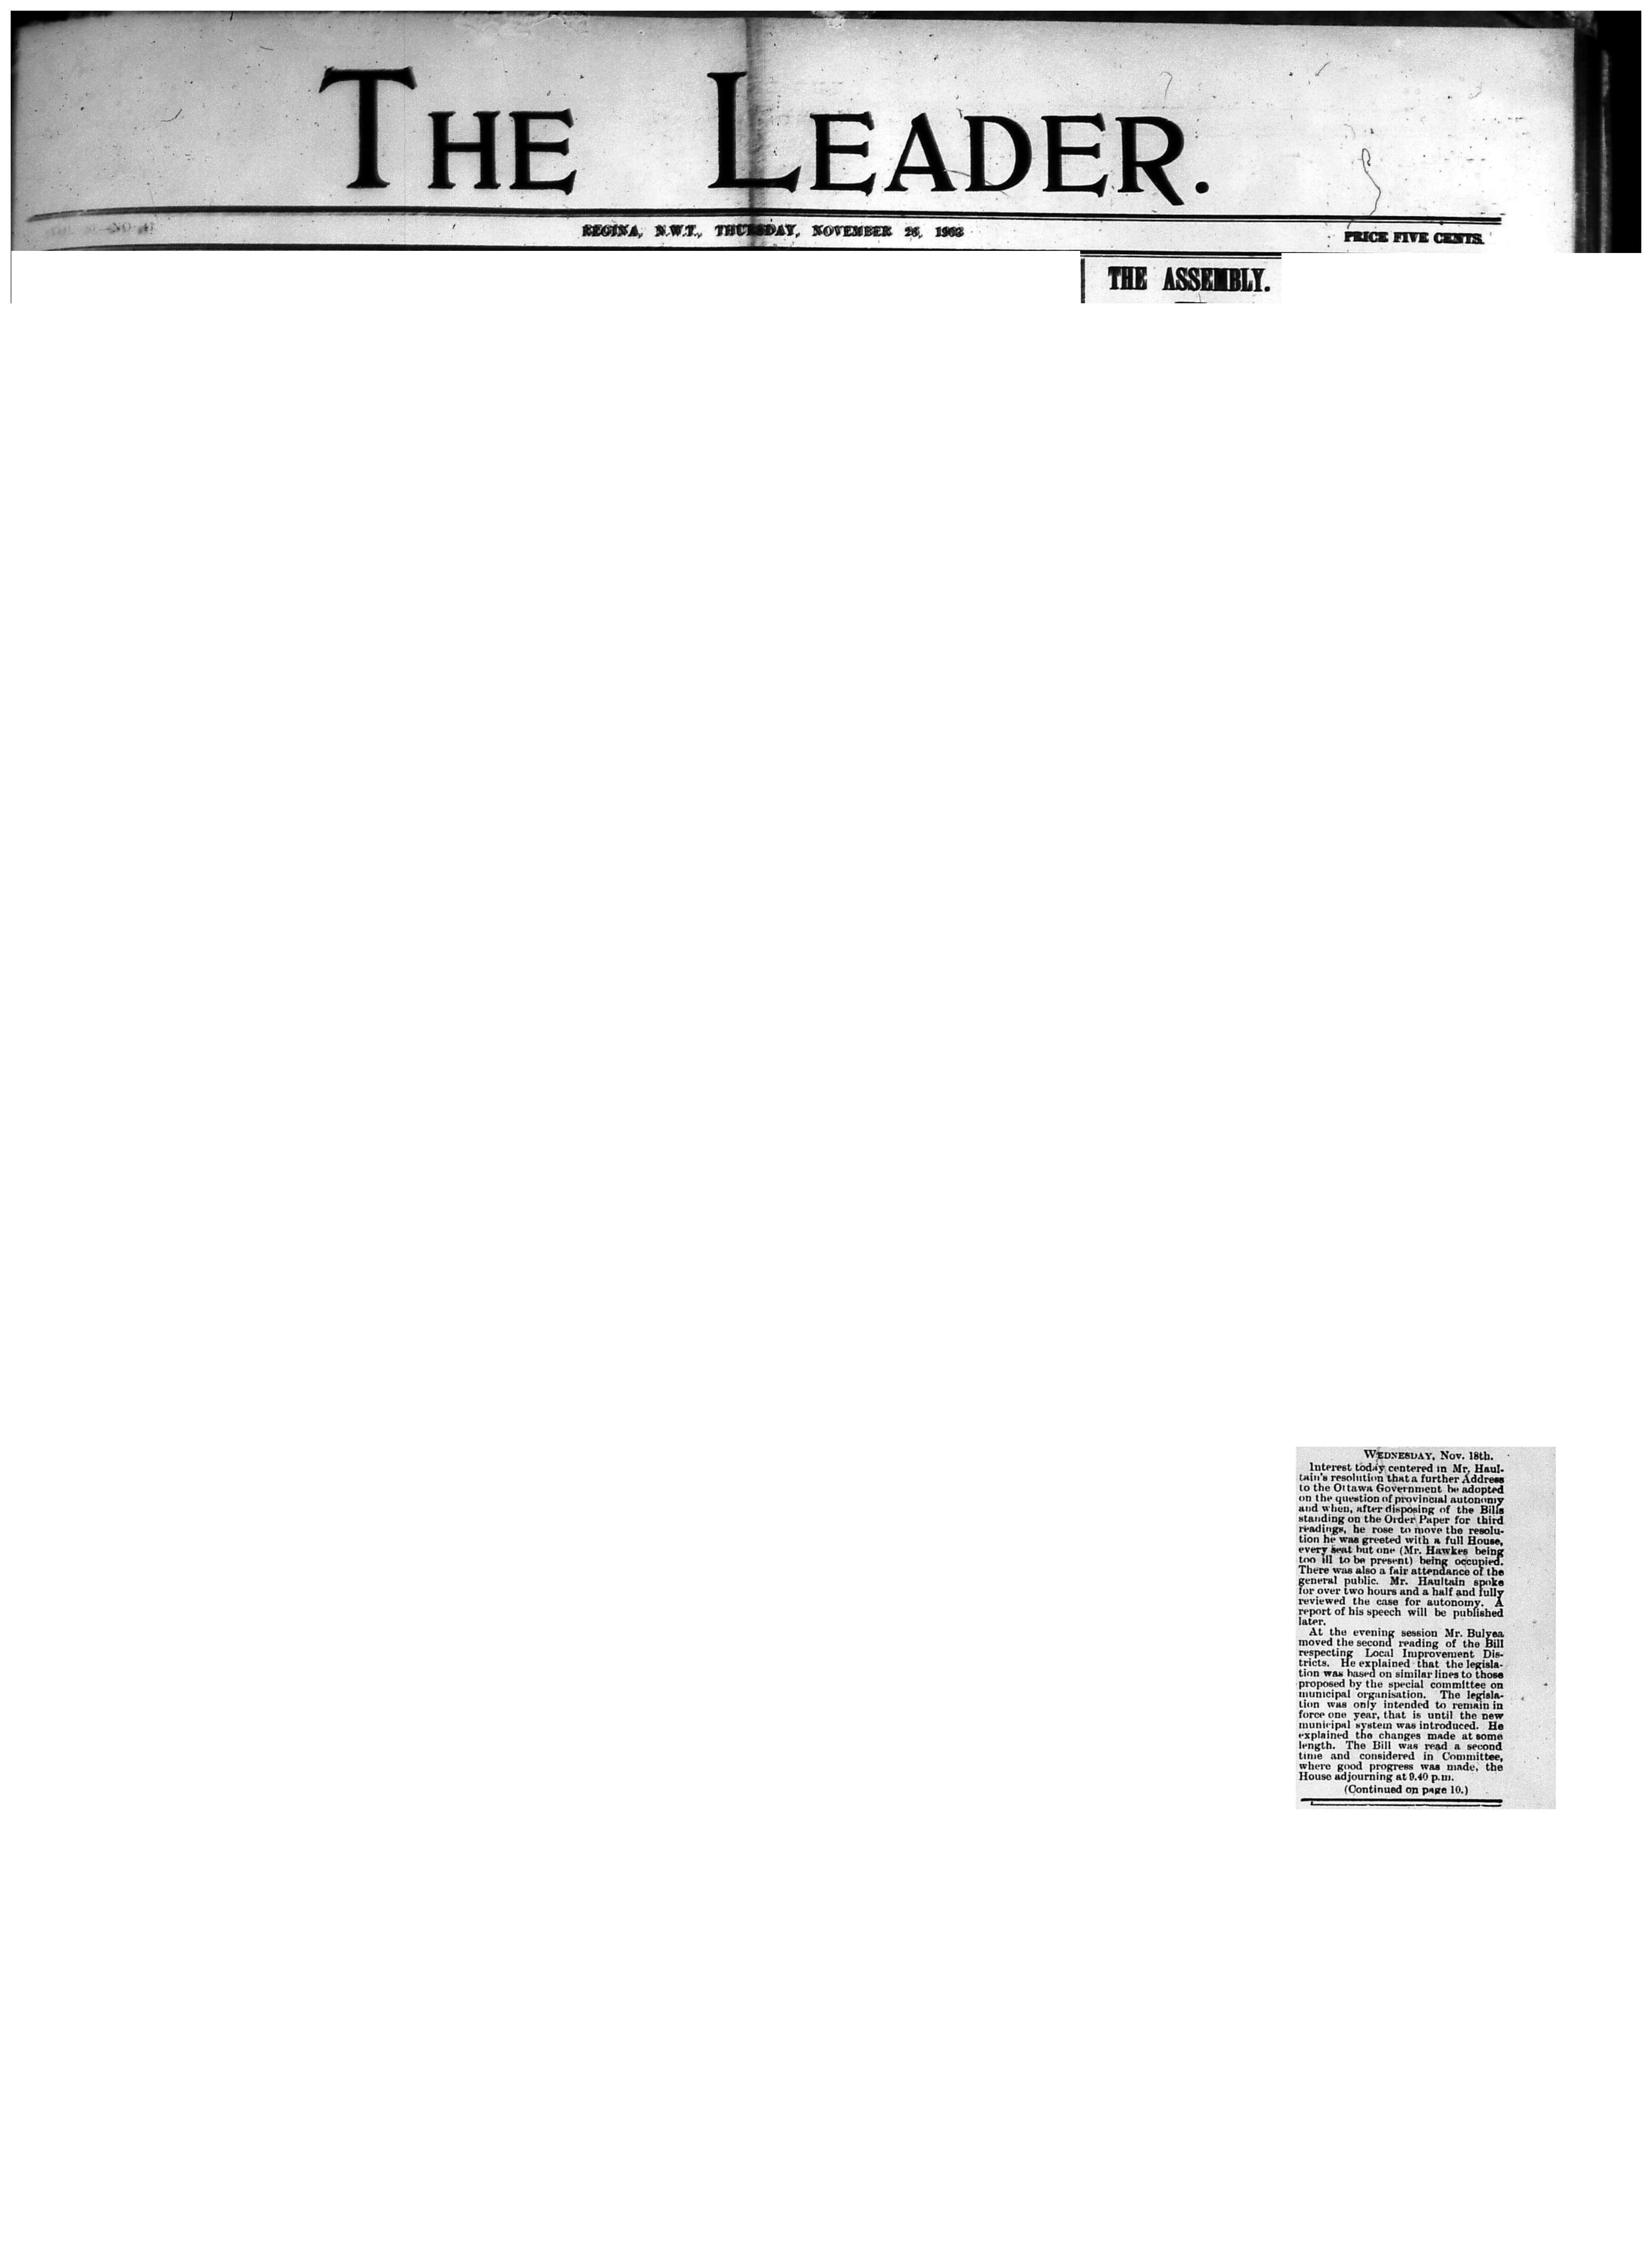 THE LEADER.
REGINA, N.W.T., THURSDAY, NOVEMBER 26, 1903
PRICE FIVE CENTS.
THE ASSEMBLY.
WEDNESDAY, Nov. 18th.
Interest today centered in Mr. Haul-
tain's resolution that a further Address
to the Ottawa Government be adopted
on the question of provincial autonomy
and when, after disposing of the Bills
standing on the Order Paper for third
readings, he rose to move the resolu-
tion he was greeted with a full House,
every seat but one (Mr. Hawkes being
too ill to be present) being occupied.
There was also a fair attendance of the
general public. Mr. Haultain spoke
for over two hours and a half and fully
reviewed the case for autonomy. A
report of his speech will be published
later.
At the evening session Mr. Bulyea
moved the second reading of the Bill
respecting Local Improvement Dis-
tricts. He explained that the legisla-
tion was based on similar lines to those
proposed by the special committee on
municipal organisation. The legisla-
tion was only intended to remain in
force one year, that is until the new
municipal system was introduced. He
explained the changes made at some
length. The Bill was read a second
time and considered in Committee,
where good progress was made, the
House adjourning at 9.40 p.m.
(Continued on page 10.)